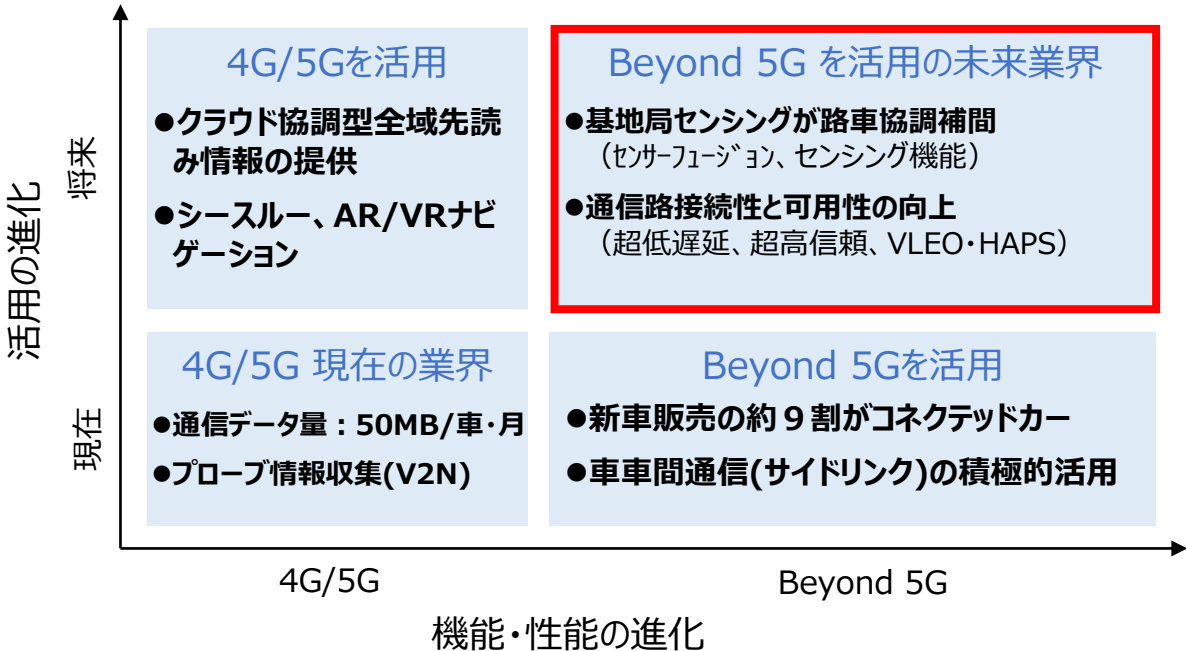 4G/5Gを活用
●クラウド協調型全域先読
み情報の提供
●シースルー、AR/VRナビ
ゲーション
Beyond 5G を活用の未来業界
●基地局センシングが路車協調補間
（ｾﾝｻｰﾌｭｰｼﾞｮﾝ、センシング機能）
●通信路接続性と可用性の向上
（超低遅延、超高信頼、VLEO・HAPS）
4G/5G 現在の業界
●通信データ量：50MB/車・月
●プローブ情報収集(V2N)
Beyond 5Gを活用
●新車販売の約９割がコネクテッドカー
●車車間通信(サイドリンク)の積極的活用
活用の進化
将来
現在
4G/5G
Beyond 5G
機能・性能の進化